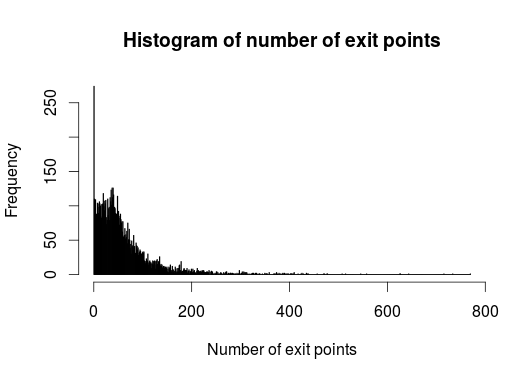 Histogram of number of exit points
Frequency
250
150
50
0
0 200 400 600 800
Number of exit points